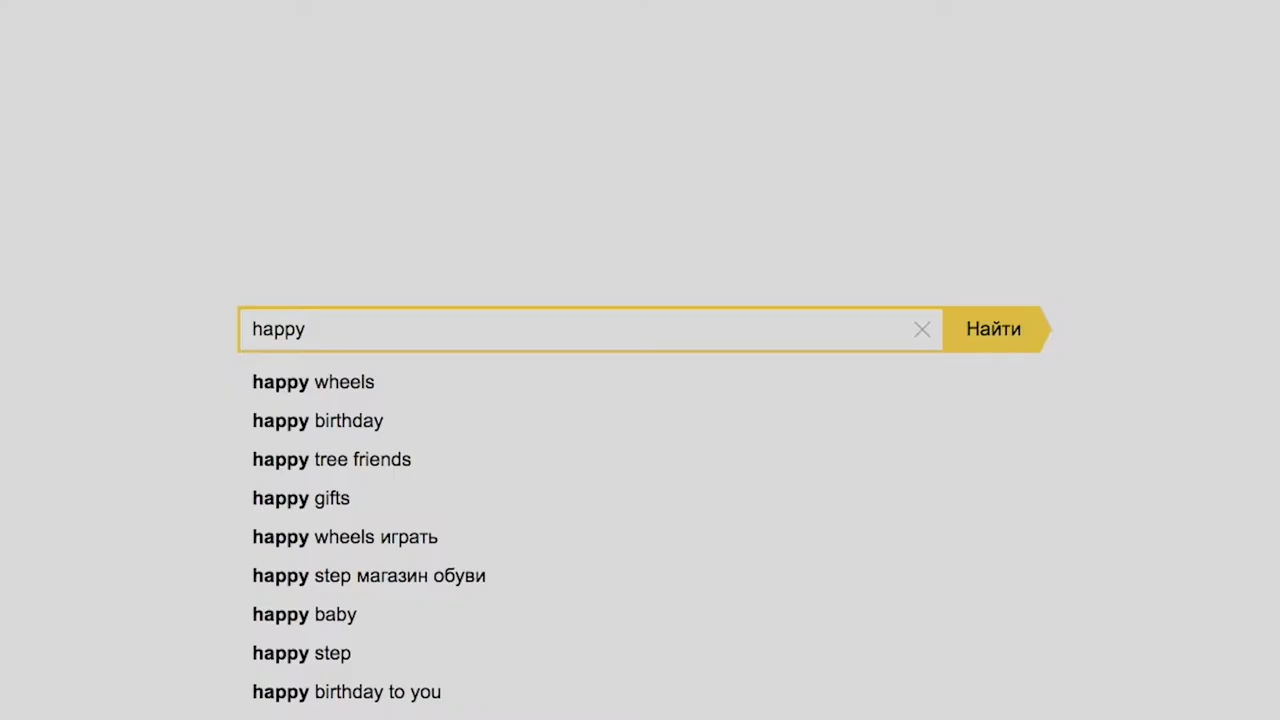 happy
Найти
happy wheels
happy birthday
happy tree friends
happy gifts
happy wheels играть
happy step магазин обуви
happy baby
happy step
happy birthday to you